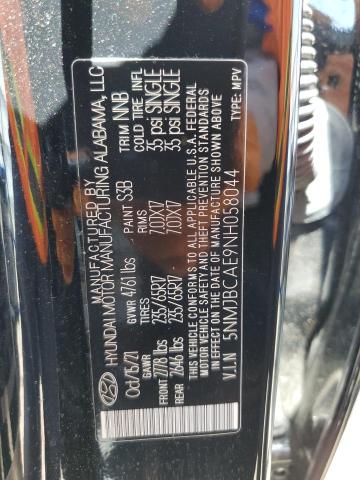 HYUNDAI MOTOR MANUFACTURING ALABAMA, LLC
Oct/15/21 GVWR 4761 lbs PAINT S3B TRIM NNB
GAWR TIRES RIMS COLD TIRE INFL
FRONT 2778 lbs 235/65R17 7.0JX17 35 psi SINGLE
REAR 2646 lbs 235/65R17 7.0JX17 35 psi SINGLE
THIS VEHICLE CONFORMS TO ALL APPLICABLE U.S.A. FEDERAL
MOTOR VEHICLE SAFETY AND THEFT PREVENTION STANDARDS
IN EFFECT ON THE DATE OF MANUFACTURE SHOWN ABOVE.
V.I.N 5NMJBCAE9NH058044 TYPE: MPV